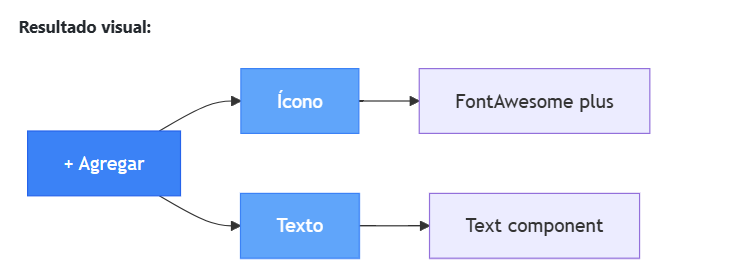 Resultado visual:
Ícono
FontAwesome plus
+ Agregar
Texto
Text component